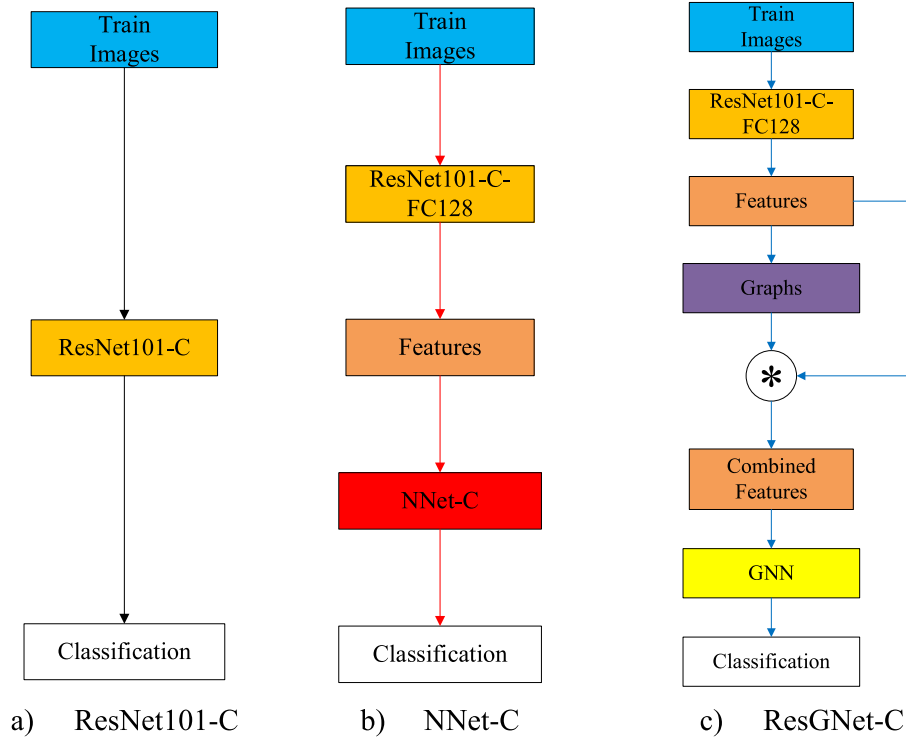 Train
Images
ResNet101-C
Classification
a) ResNet101-C
Train
Images
ResNet101-C-
FC128
Features
NNet-C
Classification
b) NNet-C
Train
Images
ResNet101-C-
FC128
Features
Graphs
*
Combined
Features
GNN
Classification
c) ResGNet-C